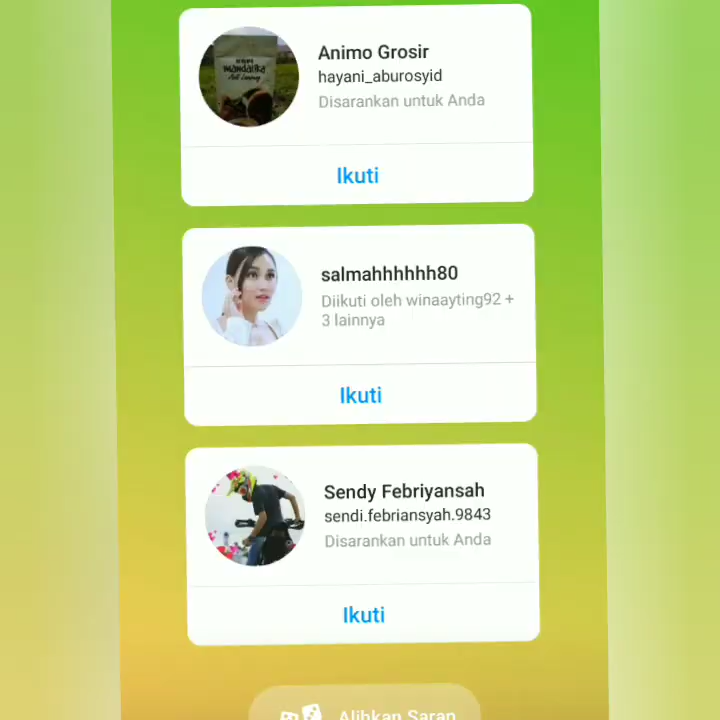 Animo Grosir
hayani_aburosyid
Disarankan untuk Anda
Ikuti
salmahhhhhh80
Diikuti oleh winaayting92 +
3 lainnya
Ikuti
Sendy Febriyansah
sendi.febriansyah.9843
Disarankan untuk Anda
Ikuti
Alihkan Saran